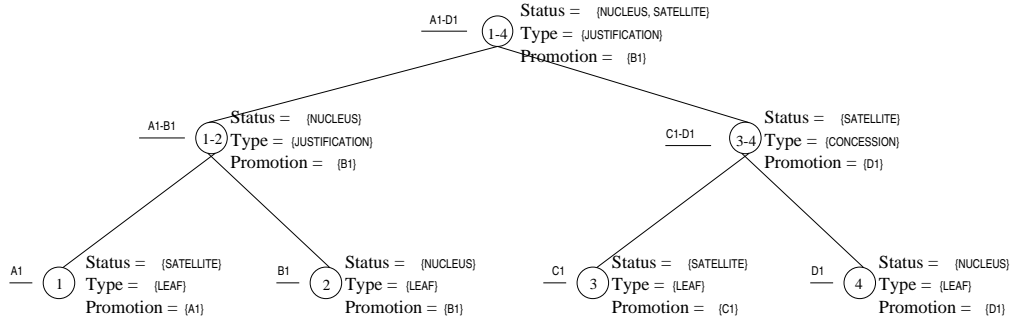 A1-D1
1-4
Status = {NUCLEUS, SATELLITE}
Type = {JUSTIFICATION}
Promotion = {B1}
A1-B1
1-2
Status = {NUCLEUS}
Type = {JUSTIFICATION}
Promotion = {B1}
C1-D1
3-4
Status = {SATELLITE}
Type = {CONCESSION}
Promotion = {D1}
A1
1
Status = {SATELLITE}
Type = {LEAF}
Promotion = {A1}
B1
2
Status = {NUCLEUS}
Type = {LEAF}
Promotion = {B1}
C1
3
Status = {SATELLITE}
Type = {LEAF}
Promotion = {C1}
D1
4
Status = {NUCLEUS}
Type = {LEAF}
Promotion = {D1}